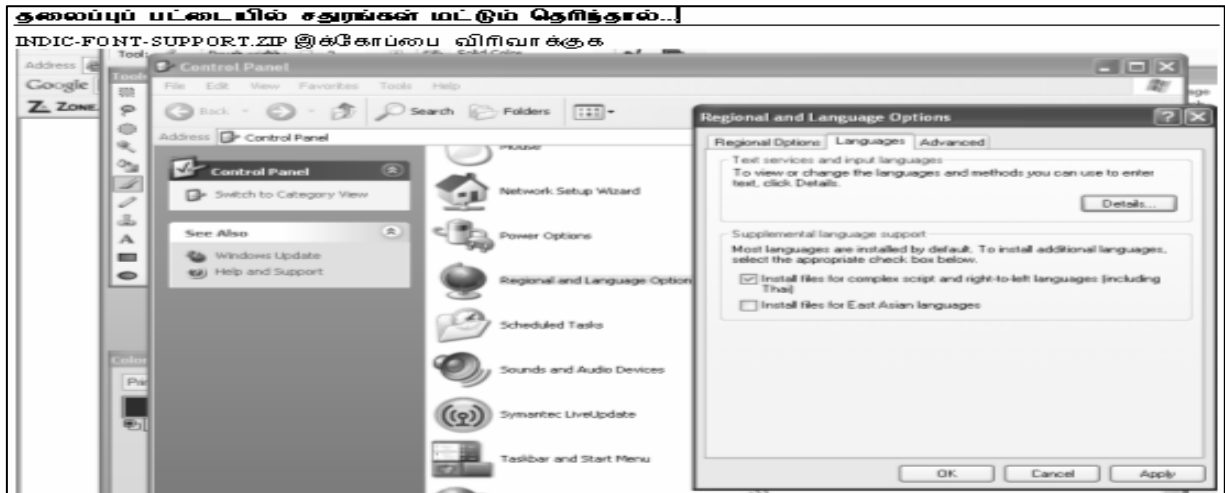 தலைப்புப் பட்டையில் சதுரங்கள் மட்டும் தெரிந்தால்...
INDIC-FONT-SUPPORT.ZIP இக்கோப்பை விரிவாக்குக
Address
Google
ZONE
Control Panel
File Edit View Favorites Tools Help
Back Search Folders
Address Control Panel
Control Panel
Switch to Category View
See Also
Windows Update
Help and Support
Mouse
Network Setup Wizard
Power Options
Regional and Language Option
Scheduled Tasks
Sounds and Audio Devices
Symantec LiveUpdate
Taskbar and Start Menu
Regional and Language Options
Regional Options Languages Advanced
Text services and input languages
To view or change the languages and methods you can use to enter
text, click Details.
Details...
Supplemental language support
Most languages are installed by default. To install additional languages,
select the appropriate check box below.
Install files for complex script and right-to-left languages (including
Thai)
Install files for East Asian languages
OK Cancel Apply